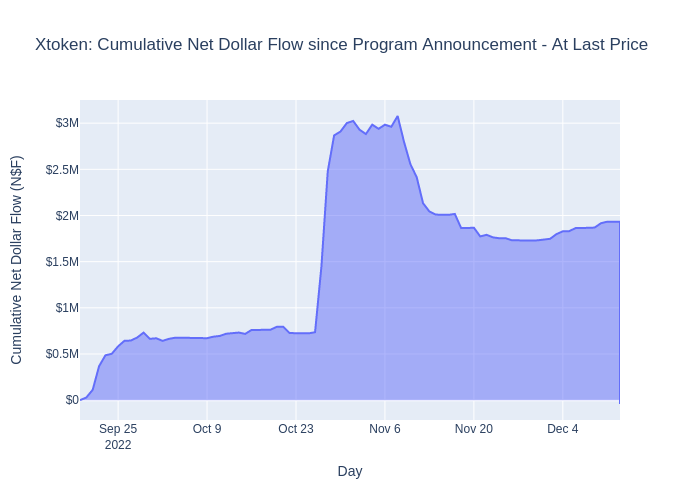 Xtoken: Cumulative Net Dollar Flow since Program Announcement - At Last Price
Cumulative Net Dollar Flow (N$F)
$3M
$2.5M
$2M
$1.5M
$1M
$0.5M
$0
Sep 25
2022
Oct 9
Oct 23
Nov 6
Nov 20
Dec 4
Day